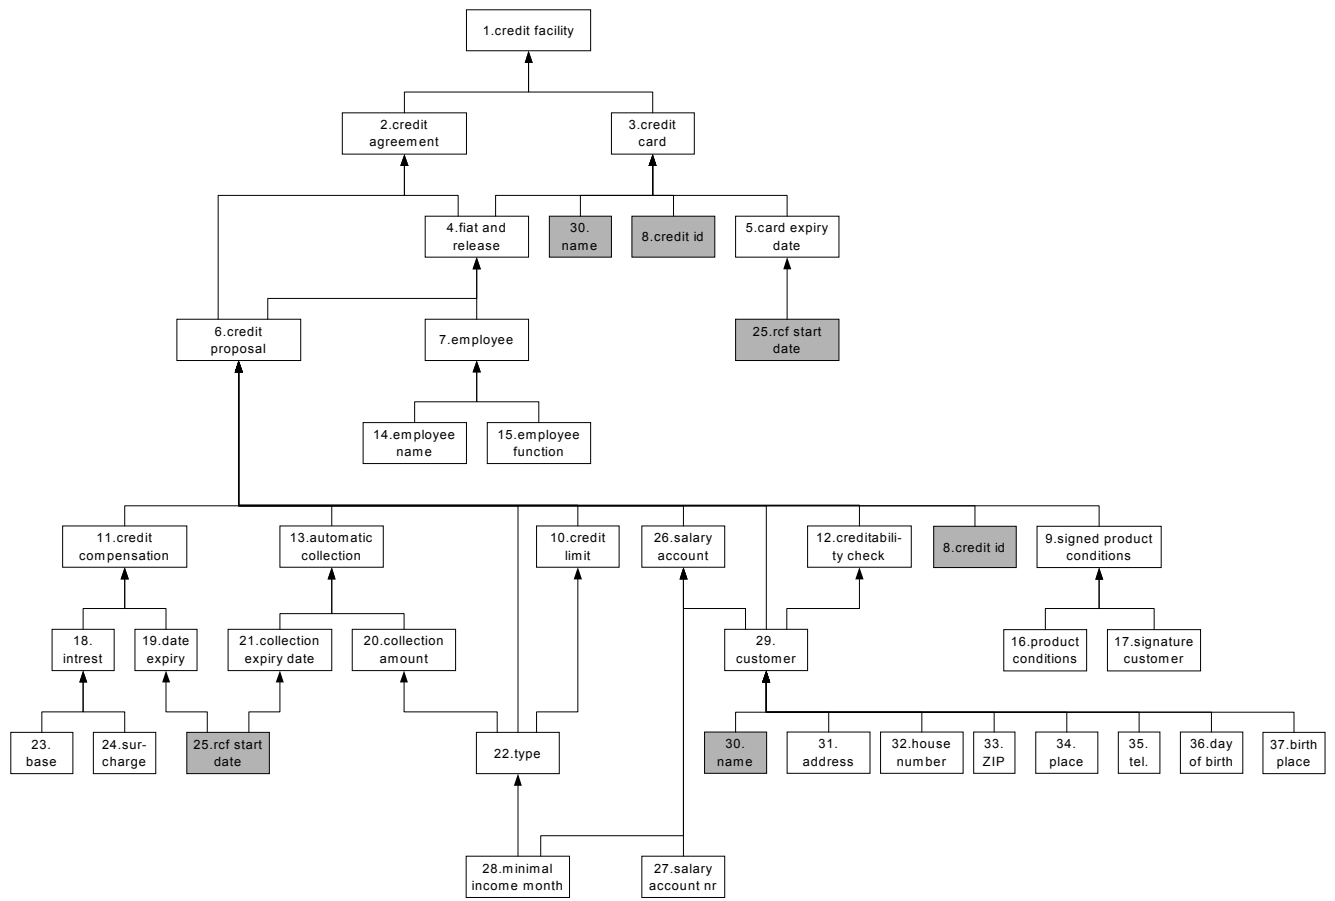 1.credit facility
2.credit
agreement
3.credit
card
4.fiat and
release
30.
name
8.credit id
5.card expiry
date
6.credit
proposal
7.employee
25.rcf start
date
14.employee
name
15.employee
function
11.credit
compensation
13.automatic
collection
10.credit
limit
26.salary
account
12.creditabili-
ty check
8.credit id
9.signed product
conditions
18.
intrest
19.date
expiry
21.collection
expiry date
20.collection
amount
29.
customer
16.product
conditions
17.signature
customer
23.
base
24.sur-
charge
25.rcf start
date
22.type
30.
name
31.
address
32.house
number
33.
ZIP
34.
place
35.
tel.
36.day
of birth
37.birth
place
28.minimal
income month
27.salary
account nr